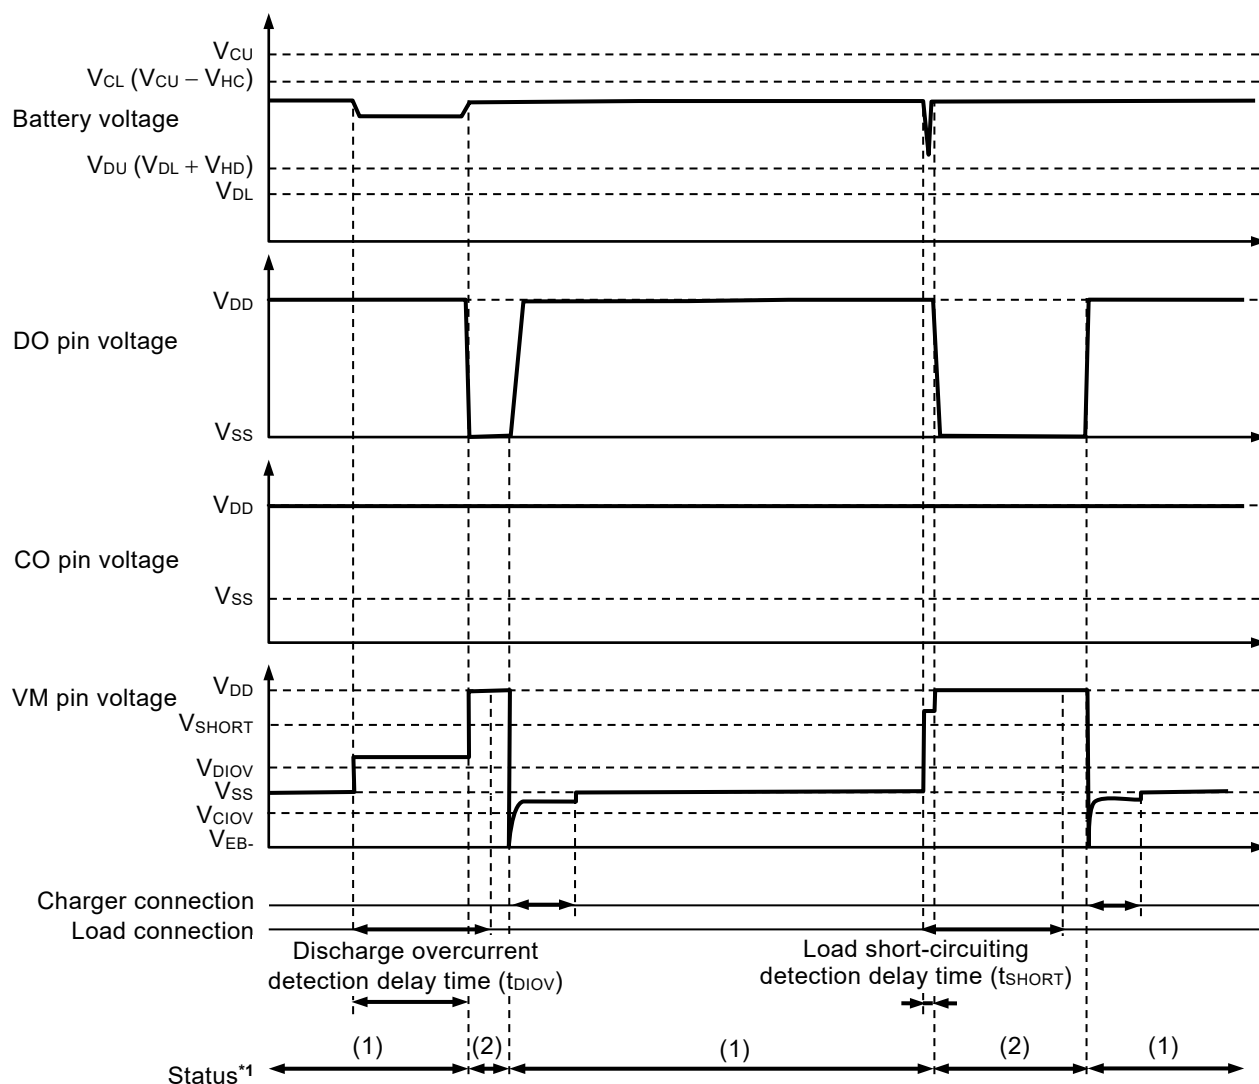 VCU
VCL (VCU − VHC)
Battery voltage
VDU (VDL + VHD)
VDL
VDD
DO pin voltage
VSS
VDD
CO pin voltage
VSS
VDD
VM pin voltage
VSHORT
VDIOV
VSS
VCIOV
VEB-
Charger connection
Load connection
Discharge overcurrent
detection delay time (tDIOV)
Load short-circuiting
detection delay time (tSHORT)
(1) (2) (1) (2) (1)
Status*1